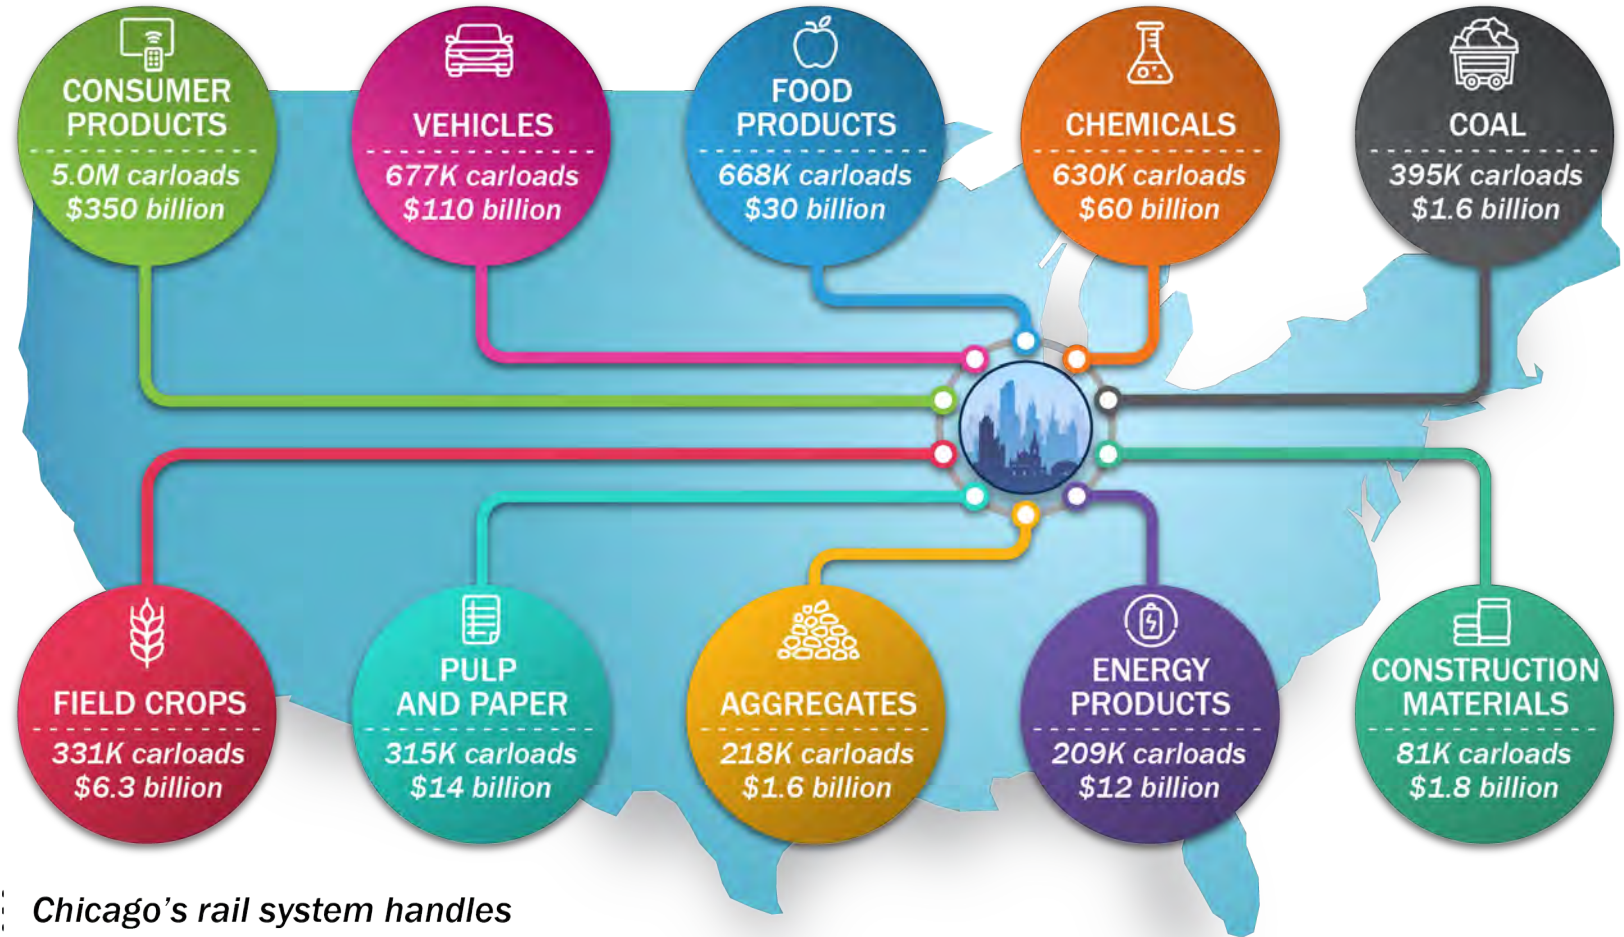 CONSUMER
PRODUCTS
5.0M carloads
$350 billion
VEHICLES
677K carloads
$110 billion
FOOD
PRODUCTS
668K carloads
$30 billion
CHEMICALS
630K carloads
$60 billion
COAL
395K carloads
$1.6 billion
FIELD CROPS
331K carloads
$6.3 billion
PULP
AND PAPER
315K carloads
$14 billion
AGGREGATES
218K carloads
$1.6 billion
ENERGY
PRODUCTS
209K carloads
$12 billion
CONSTRUCTION
MATERIALS
81K carloads
$1.8 billion
Chicago’s rail system handles